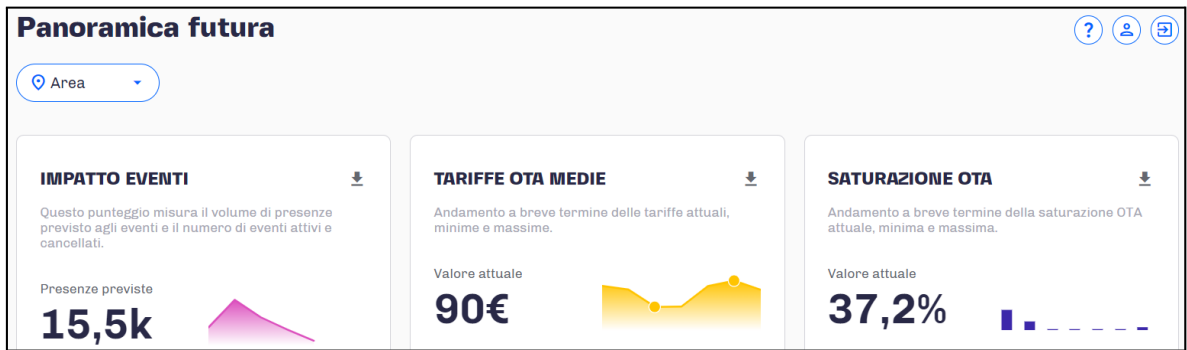 Panoramica futura
?
Area
IMPATTO EVENTI
Questo punteggio misura il volume di presenze
previsto agli eventi e il numero di eventi attivi e
cancellati.
Presenze previste
15,5k
TARIFFE OTA MEDIE
Andamento a breve termine delle tariffe attuali,
minime e massime.
Valore attuale
90€
SATURAZIONE OTA
Andamento a breve termine della saturazione OTA
attuale, minima e massima.
Valore attuale
37,2%